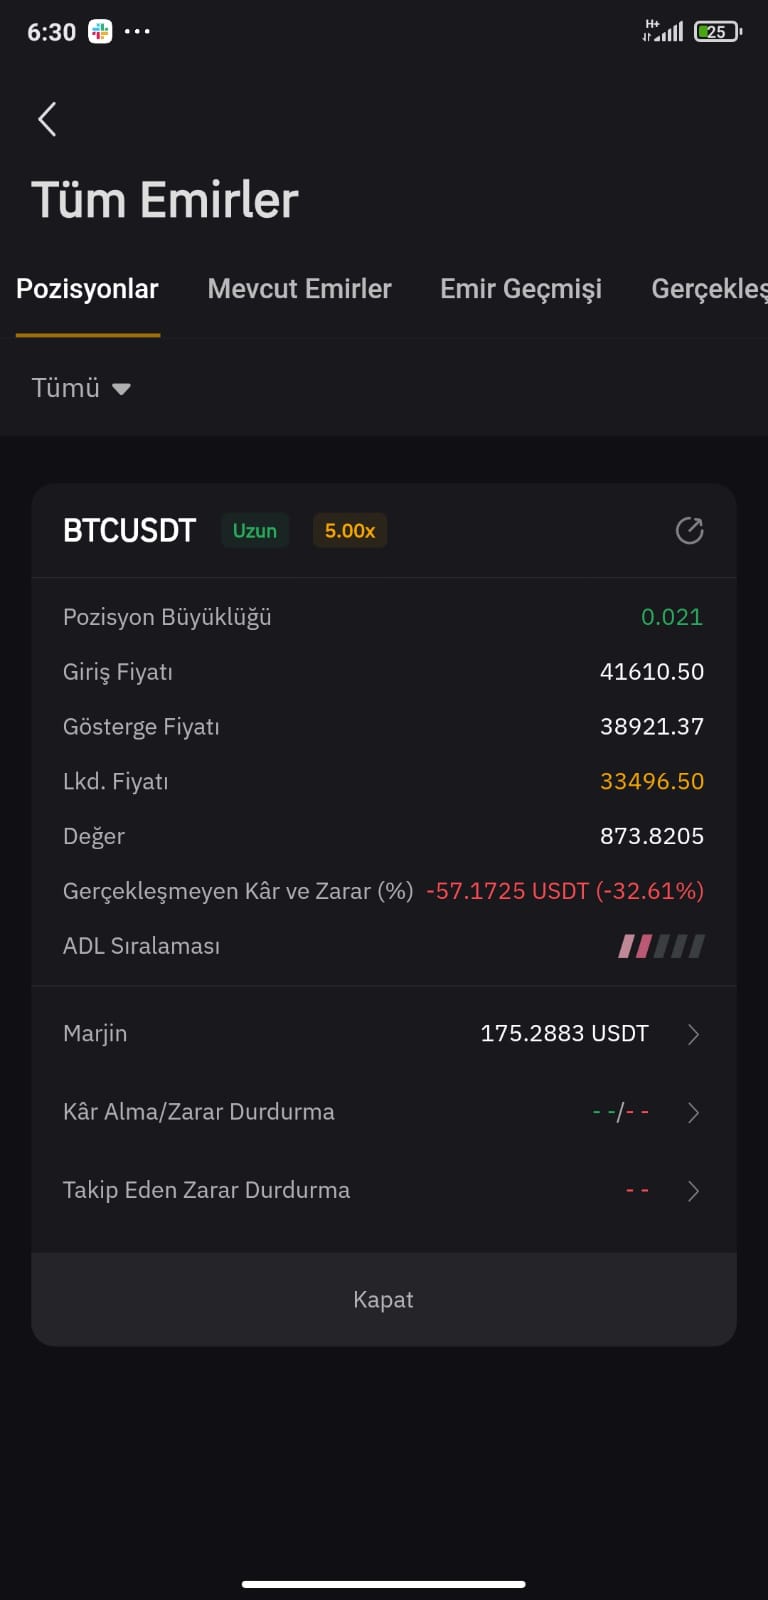 6:30
H+
25
Tüm Emirler
Pozisyonlar Mevcut Emirler Emir Geçmişi Gerçekleş
Tümü
BTCUSDT Uzun 5.00x
Pozisyon Büyüklüğü 0.021
Giriş Fiyatı 41610.50
Gösterge Fiyatı 38921.37
Lkd. Fiyatı 33496.50
Değer 873.8205
Gerçekleşmeyen Kâr ve Zarar (%) -57.1725 USDT (-32.61%)
ADL Sıralaması
Marjin 175.2883 USDT
Kâr Alma/Zarar Durdurma - -/- -
Takip Eden Zarar Durdurma - -
Kapat